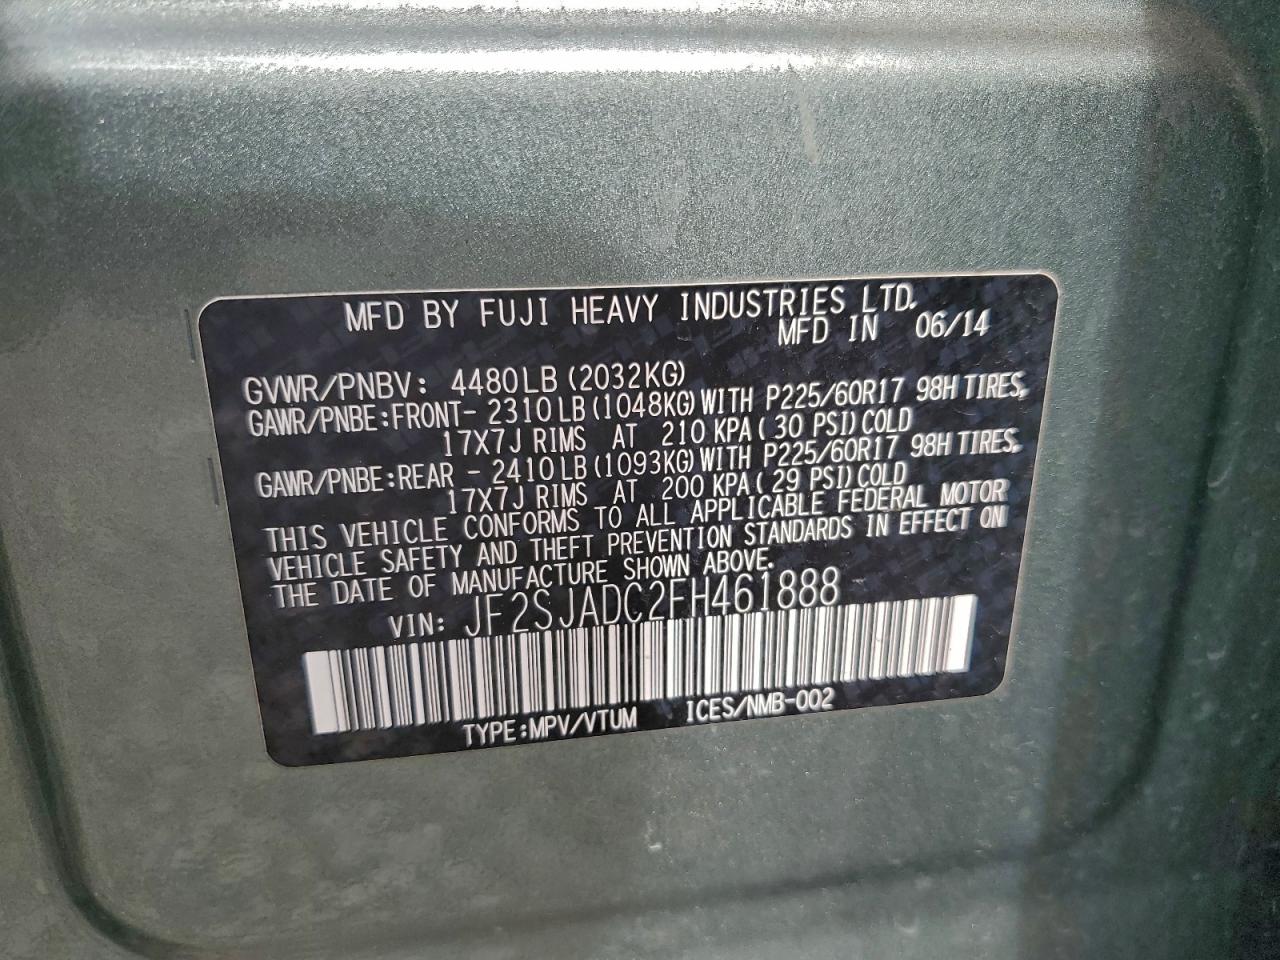 MFD BY FUJI HEAVY INDUSTRIES LTD.
MFD IN 06/14
GVWR/PNBV: 4480LB (2032KG)
GAWR/PNBE:FRONT- 2310LB (1048KG) WITH P225/60R17 98H TIRES,
17X7J RIMS AT 210 KPA ( 30 PSI) COLD
GAWR/PNBE:REAR - 2410LB (1093KG) WITH P225/60R17 98H TIRES,
17X7J RIMS AT 200 KPA ( 29 PSI) COLD
THIS VEHICLE CONFORMS TO ALL APPLICABLE FEDERAL MOTOR
VEHICLE SAFETY AND THEFT PREVENTION STANDARDS IN EFFECT ON
THE DATE OF MANUFACTURE SHOWN ABOVE.
VIN: JF2SJADC2FH461888
TYPE:MPV/VTUM ICES/NMB-002